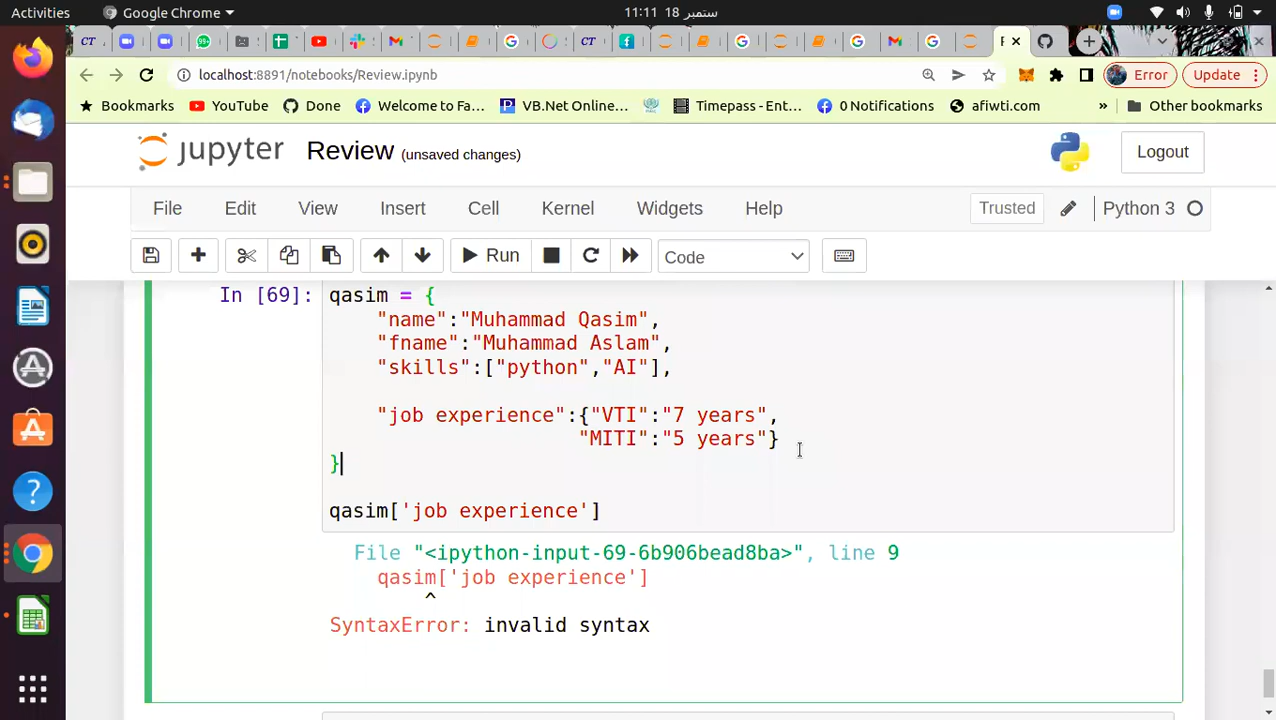 Activities
Google Chrome
11:11 18 ستمبر
CT
CT
F
localhost:8891/notebooks/Review.ipynb
Error
Update
Bookmarks
YouTube
Done
Welcome to Fa...
VB.Net Online...
Timepass - Ent...
0 Notifications
afiwti.com
»
Other bookmarks
jupyter
Review (unsaved changes)
Logout
File
Edit
View
Insert
Cell
Kernel
Widgets
Help
Trusted
Python 3
Run
Code
In [69]:
qasim = {
"name":"Muhammad Qasim",
"fname":"Muhammad Aslam",
"skills":["python","AI"],
"job experience":{"VTI":"7 years",
"MITI":"5 years"}
}
qasim['job experience']
File "<ipython-input-69-6b906bead8ba>", line 9
qasim['job experience']
^
SyntaxError: invalid syntax